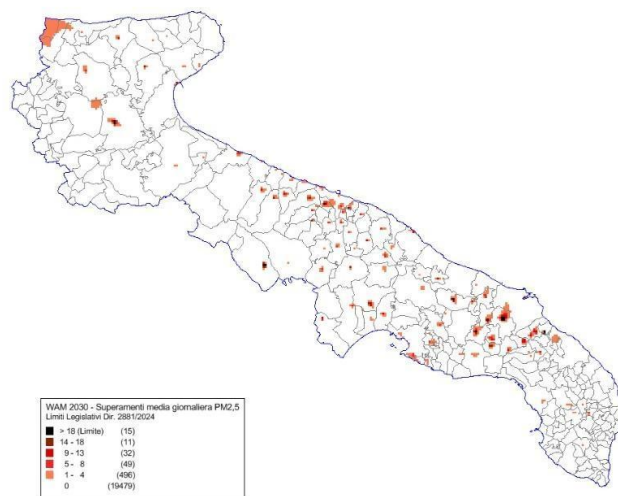 WAM 2030 - Superamenti media giornaliera PM2,5
Limiti Legislativi Dir. 2881/2024
> 18 (Limite) (15)
14 - 18 (11)
9 - 13 (32)
5 - 8 (49)
1 - 4 (496)
0 (19479)